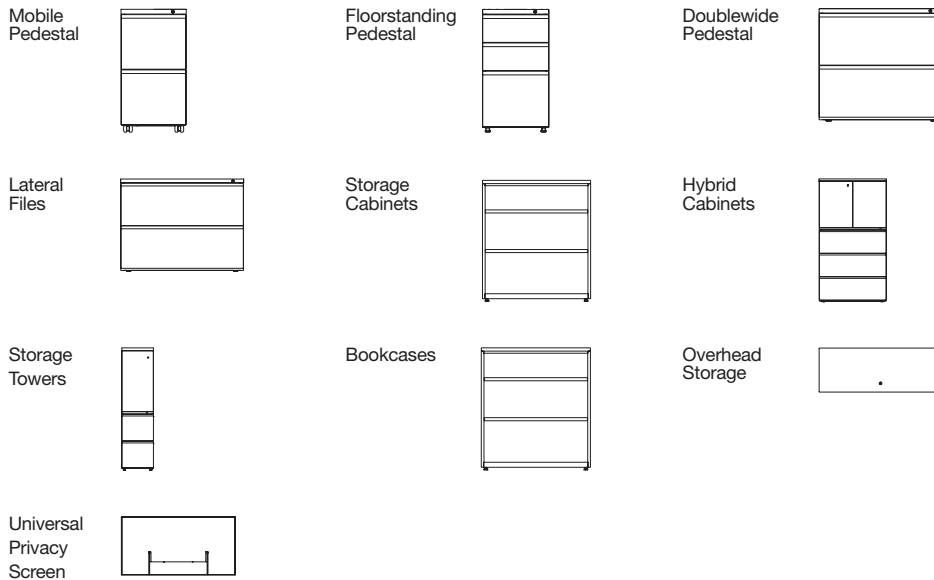 Mobile
Pedestal
Floorstanding
Pedestal
Doublewide
Pedestal
Lateral
Files
Storage
Cabinets
Hybrid
Cabinets
Storage
Towers
Bookcases
Overhead
Storage
Universal
Privacy
Screen